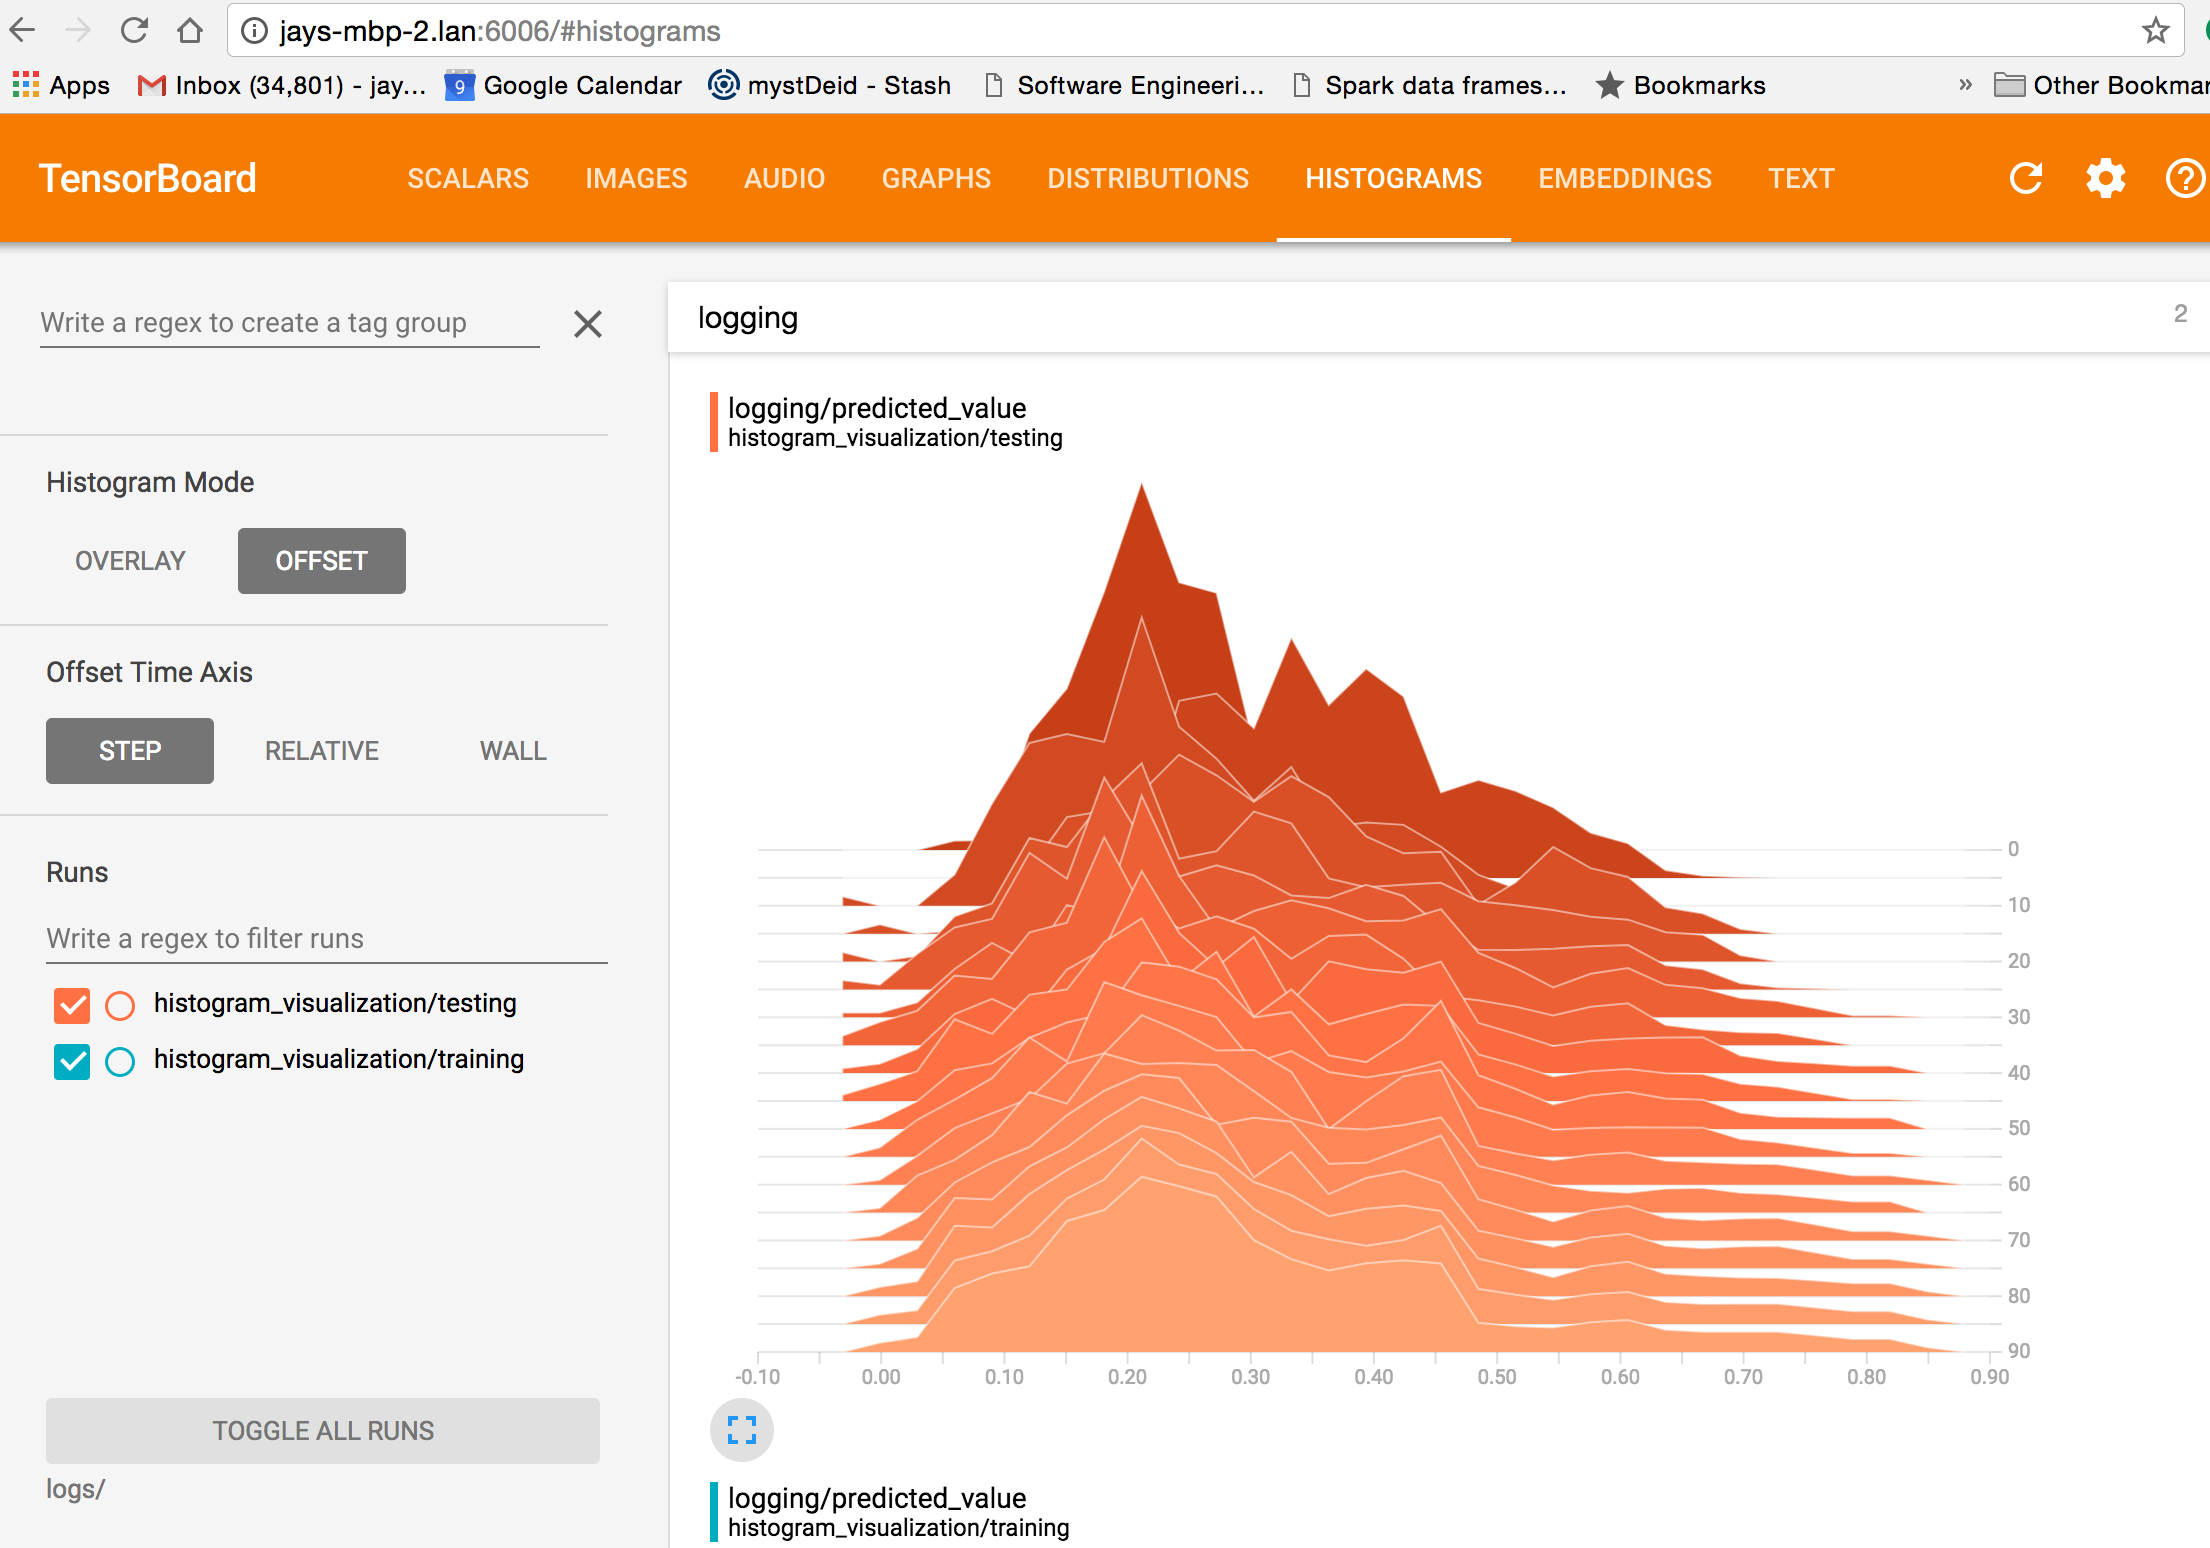 jays-mbp-2.lan:6006/#histograms
Apps Inbox (34,801) - jay... 9 Google Calendar mystDeid - Stash Software Engineeri... Spark data frames... Bookmarks » Other Bookmar
TensorBoard SCALARS IMAGES AUDIO GRAPHS DISTRIBUTIONS HISTOGRAMS EMBEDDINGS TEXT
Write a regex to create a tag group
Histogram Mode
OVERLAY OFFSET
Offset Time Axis
STEP RELATIVE WALL
Runs
Write a regex to filter runs
histogram_visualization/testing
histogram_visualization/training
TOGGLE ALL RUNS
logs/
logging 2
logging/predicted_value
histogram_visualization/testing
0
10
20
30
40
50
60
70
80
90
-0.10 0.00 0.10 0.20 0.30 0.40 0.50 0.60 0.70 0.80 0.90
logging/predicted_value
histogram_visualization/training